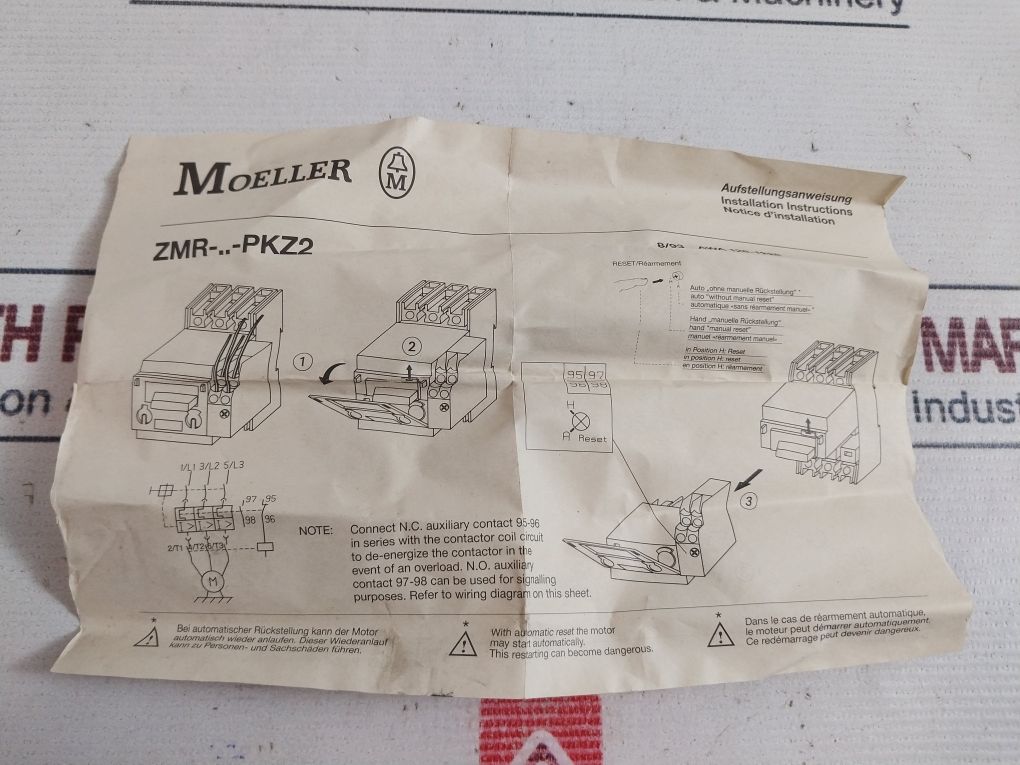 & Machinery
MOELLER
M
Aufstellungsanweisung
Installation Instructions
Notice d'installation
ZMR-..-PKZ2
8/93
RESET/Réarmement
Auto „ohne manuelle Rückstellung" *
auto "without manual reset" *
automatique «sans réarmement manuel» *
Hand „manuelle Rückstellung"
hand "manual reset"
manuel «réarmement manuel»
in Position H: Reset
in position H: reset
en position H: réarmement
1
2
95 97
96 98
H
A Reset
3
1/L1 3/L2 5/L3
97 95
98 96
2/T1 4/T2 6/T3
M
NOTE: Connect N.C. auxiliary contact 95-96
in series with the contactor coil circuit
to de-energize the contactor in the
event of an overload. N.O. auxiliary
contact 97-98 can be used for signalling
purposes. Refer to wiring diagram on this sheet.
* Bei automatischer Rückstellung kann der Motor
automatisch wieder anlaufen. Dieser Wiederanlauf
kann zu Personen- und Sachschäden führen.
* With automatic reset the motor
may start automatically.
This restarting can become dangerous.
* Dans le cas de réarmement automatique,
le moteur peut démarrer automatiquement.
Ce redémarrage peut devenir dangereux.
MAR
indust